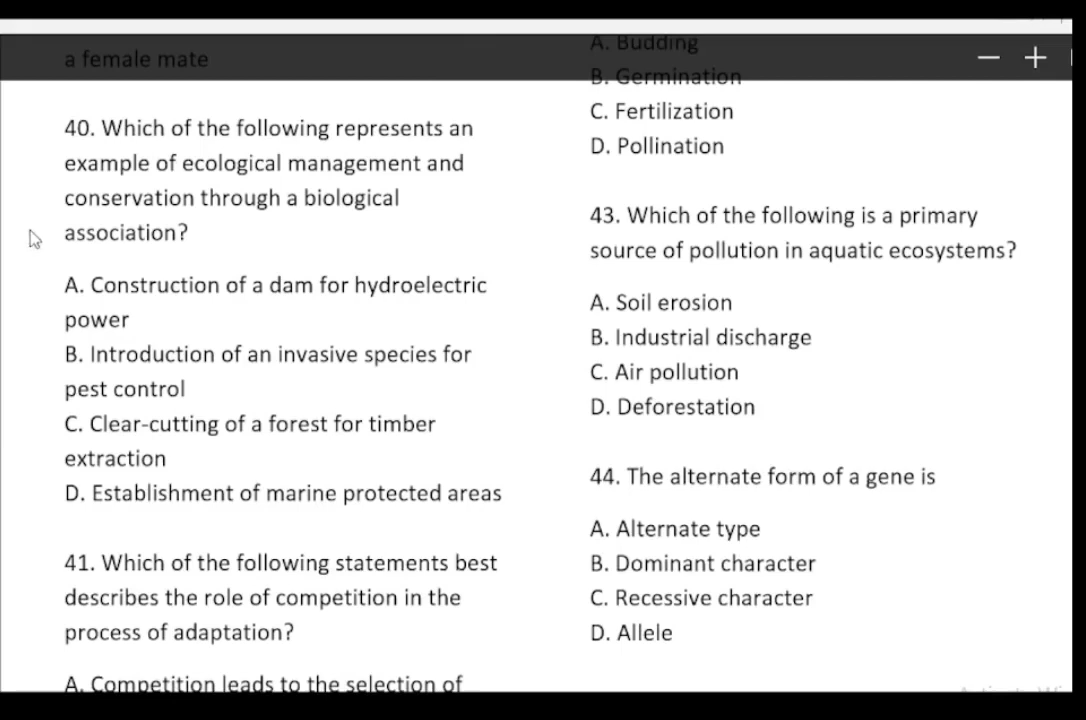 a female mate
40. Which of the following represents an
example of ecological management and
conservation through a biological
association?
A. Construction of a dam for hydroelectric
power
B. Introduction of an invasive species for
pest control
C. Clear-cutting of a forest for timber
extraction
D. Establishment of marine protected areas
41. Which of the following statements best
describes the role of competition in the
process of adaptation?
A. Competition leads to the selection of
A. Budding
B. Germination
C. Fertilization
D. Pollination
43. Which of the following is a primary
source of pollution in aquatic ecosystems?
A. Soil erosion
B. Industrial discharge
C. Air pollution
D. Deforestation
44. The alternate form of a gene is
A. Alternate type
B. Dominant character
C. Recessive character
D. Allele